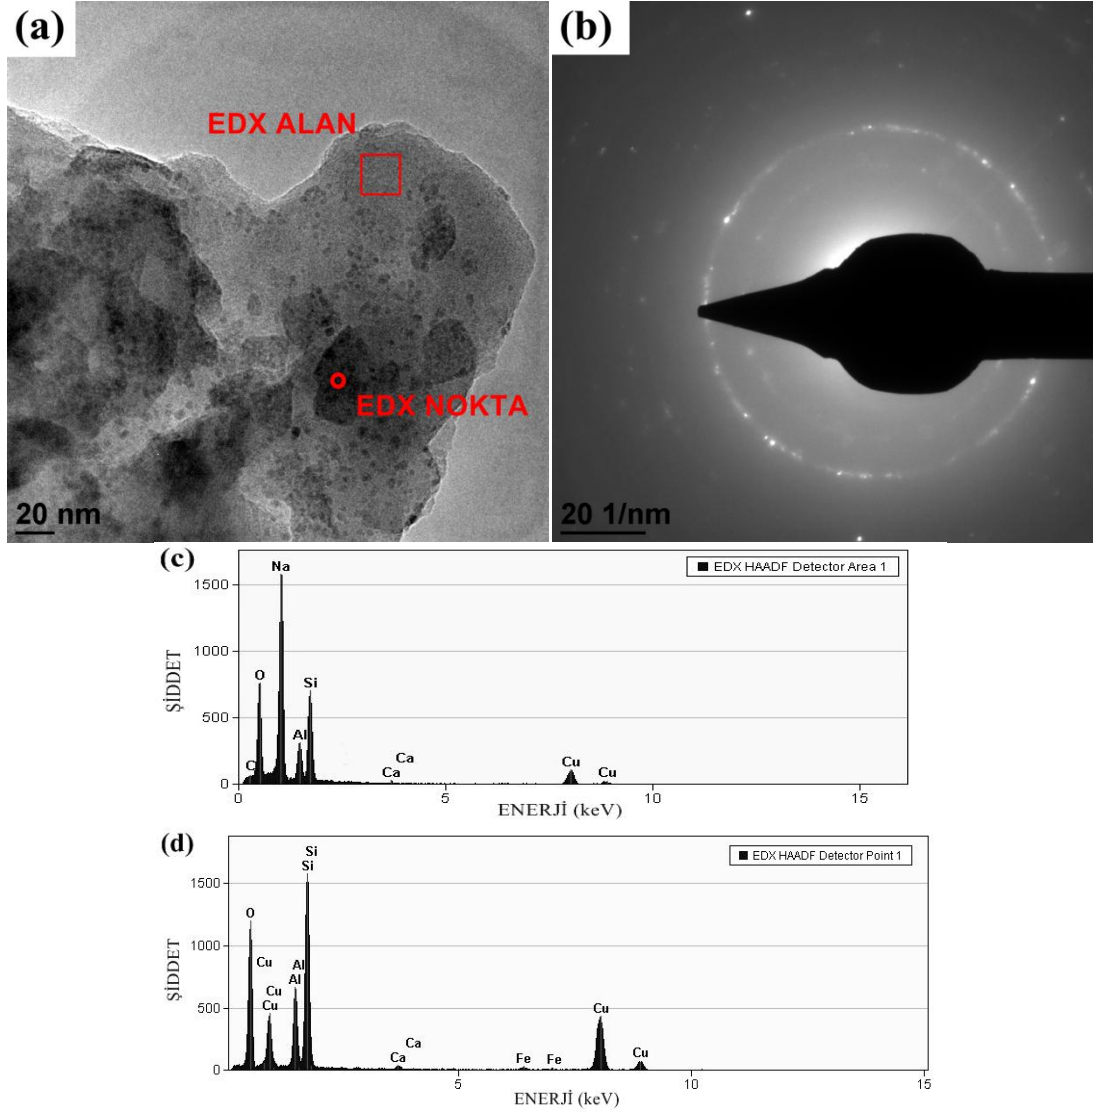 (a)
EDX ALAN
EDX NOKTA
20 nm
(b)
20 1/nm
(c)
EDX HAADF Detector Area 1
ŞİDDET
1500
1000
500
0
C
O
Na
Al
Si
Ca
Ca
Cu
Cu
0
5
10
15
ENERJİ (keV)
(d)
EDX HAADF Detector Point 1
ŞİDDET
1500
1000
500
0
O
Cu
Cu
Cu
Al
Al
Si
Si
Ca
Ca
Fe
Fe
Cu
Cu
5
10
15
ENERJİ (keV)